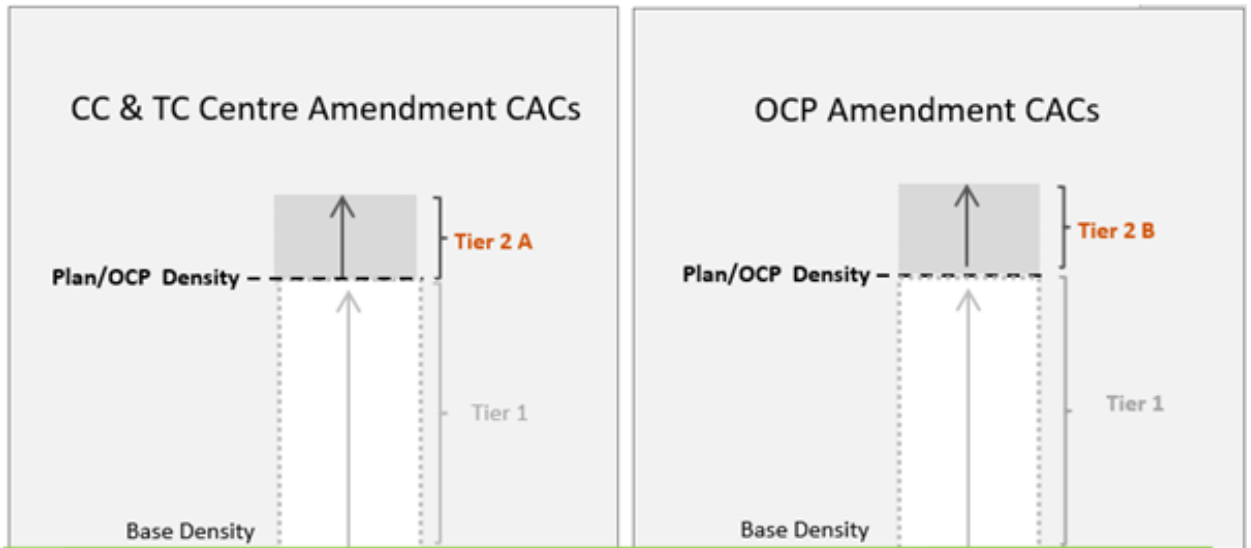 CC & TC Centre Amendment CACs
Tier 2 A
Plan/OCP Density
Tier 1
Base Density
OCP Amendment CACs
Tier 2 B
Plan/OCP Density
Tier 1
Base Density